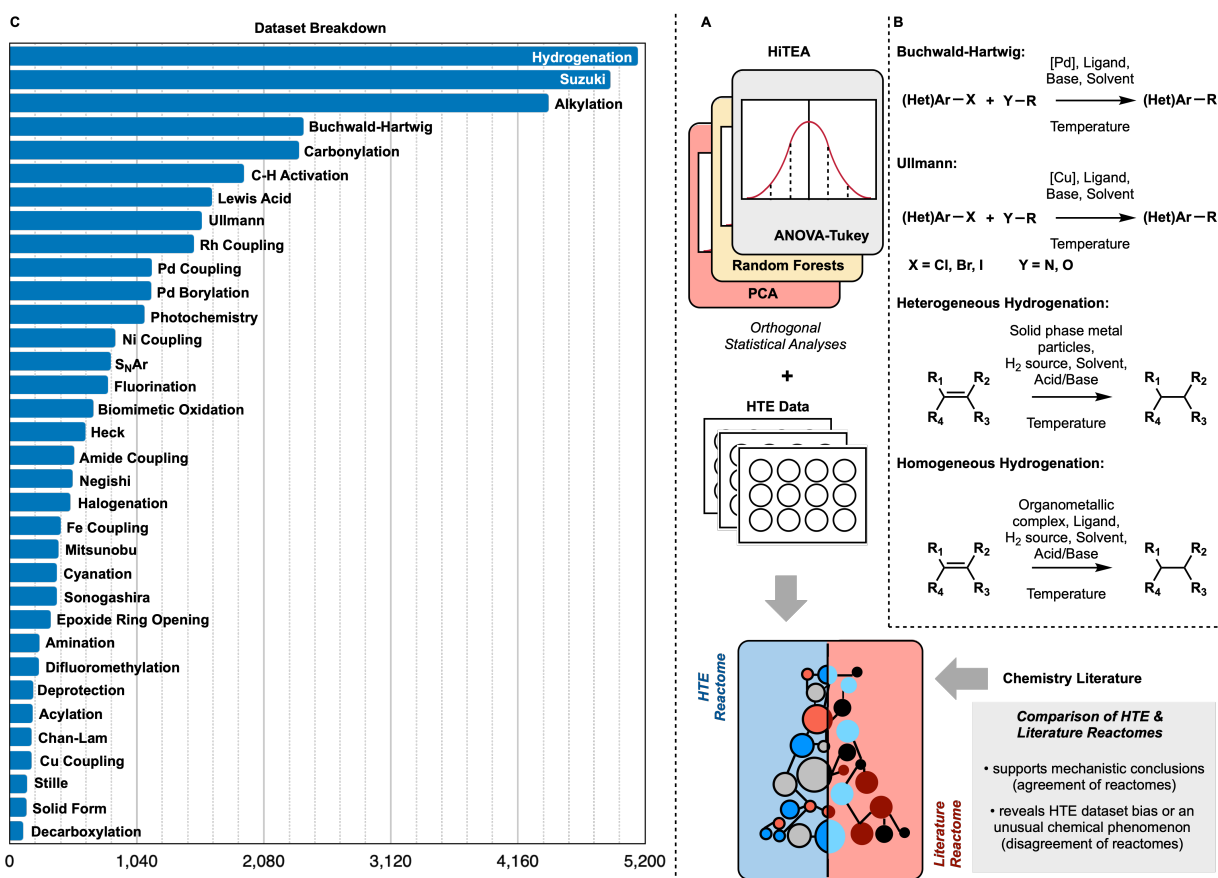 C
Dataset Breakdown
Hydrogenation
Suzuki
Alkylation
Buchwald-Hartwig
Carbonylation
C-H Activation
Lewis Acid
Ullmann
Rh Coupling
Pd Coupling
Pd Borylation
Photochemistry
Ni Coupling
SNAr
Fluorination
Biomimetic Oxidation
Heck
Amide Coupling
Negishi
Halogenation
Fe Coupling
Mitsunobu
Cyanation
Sonogashira
Epoxide Ring Opening
Amination
Difluoromethylation
Deprotection
Acylation
Chan-Lam
Cu Coupling
Stille
Solid Form
Decarboxylation
0 1,040 2,080 3,120 4,160 5,200
A
HiTEA
ANOVA-Tukey
Random Forests
PCA
Orthogonal
Statistical Analyses
+
HTE Data
HTE
Reactome
Literature
Reactome
B
Buchwald-Hartwig:
[Pd], Ligand,
Base, Solvent
(Het)Ar–X + Y–R (Het)Ar–R
Temperature
Ullmann:
[Cu], Ligand,
Base, Solvent
(Het)Ar–X + Y–R (Het)Ar–R
Temperature
X = Cl, Br, I Y = N, O
Heterogeneous Hydrogenation:
Solid phase metal
particles,
H2 source, Solvent,
Acid/Base
R1 R2 R1 R2
R4 R3 R4 R3
Temperature
Homogeneous Hydrogenation:
Organometallic
complex, Ligand,
H2 source, Solvent,
Acid/Base
R1 R2 R1 R2
R4 R3 R4 R3
Temperature
Chemistry Literature
Comparison of HTE &
Literature Reactomes
• supports mechanistic conclusions
(agreement of reactomes)
• reveals HTE dataset bias or an
unusual chemical phenomenon
(disagreement of reactomes)